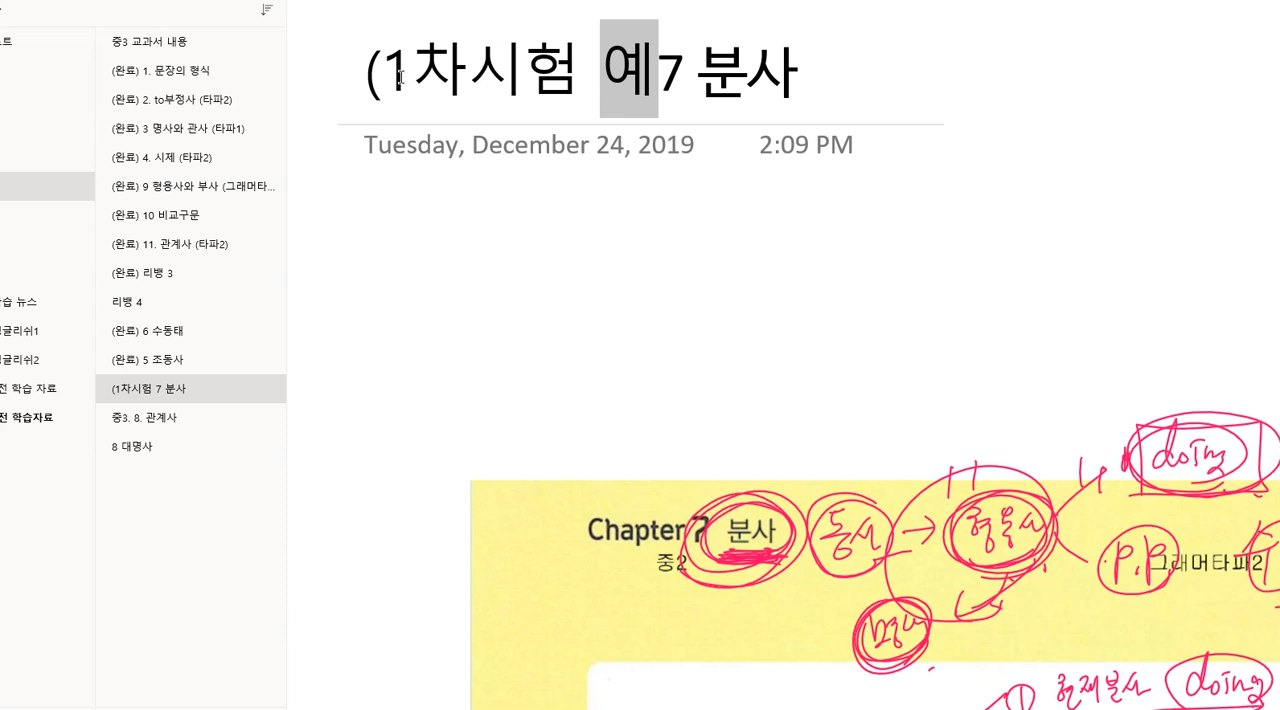 트
습 뉴스
글리쉬1
글리쉬2
전 학습 자료
전 학습자료
중3 교과서 내용
(완료) 1. 문장의 형식
(완료) 2. to부정사 (타파2)
(완료) 3 명사와 관사 (타파1)
(완료) 4. 시제 (타파2)
(완료) 9 형용사와 부사 (그래머타...
(완료) 10 비교구문
(완료) 11. 관계사 (타파2)
(완료) 리뱅 3
리뱅 4
(완료) 6 수동태
(완료) 5 조동사
(1차시험 7 분사
중3. 8. 관계사
8 대명사
(1차시험 예7 분사
Tuesday, December 24, 2019 2:09 PM
doing
Chapter 7 분사 동사 → 형용사
중2 p.p 그래머타파2
명사
① 현재분사 doing